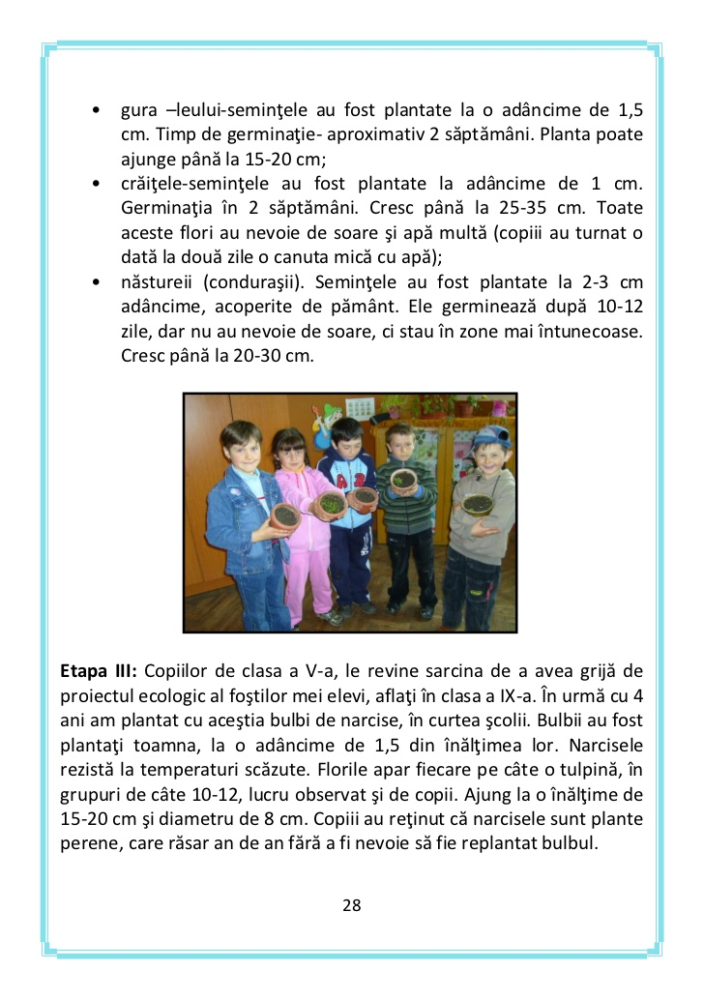 • gura –leului-seminţele au fost plantate la o adâncime de 1,5
cm. Timp de germinaţie- aproximativ 2 săptămâni. Planta poate
ajunge până la 15-20 cm;
• crăiţele-seminţele au fost plantate la adâncime de 1 cm.
Germinaţia în 2 săptămâni. Cresc până la 25-35 cm. Toate
aceste flori au nevoie de soare şi apă multă (copiii au turnat o
dată la două zile o canuta mică cu apă);
• năstureii (conduraşii). Seminţele au fost plantate la 2-3 cm
adâncime, acoperite de pământ. Ele germinează după 10-12
zile, dar nu au nevoie de soare, ci stau în zone mai întunecoase.
Cresc până la 20-30 cm.
Etapa III: Copiilor de clasa a V-a, le revine sarcina de a avea grijă de
proiectul ecologic al foştilor mei elevi, aflaţi în clasa a IX-a. În urmă cu 4
ani am plantat cu aceştia bulbi de narcise, în curtea şcolii. Bulbii au fost
plantaţi toamna, la o adâncime de 1,5 din înălţimea lor. Narcisele
rezistă la temperaturi scăzute. Florile apar fiecare pe câte o tulpină, în
grupuri de câte 10-12, lucru observat şi de copii. Ajung la o înălţime de
15-20 cm şi diametru de 8 cm. Copiii au reţinut că narcisele sunt plante
perene, care răsar an de an fără a fi nevoie să fie replantat bulbul.
28